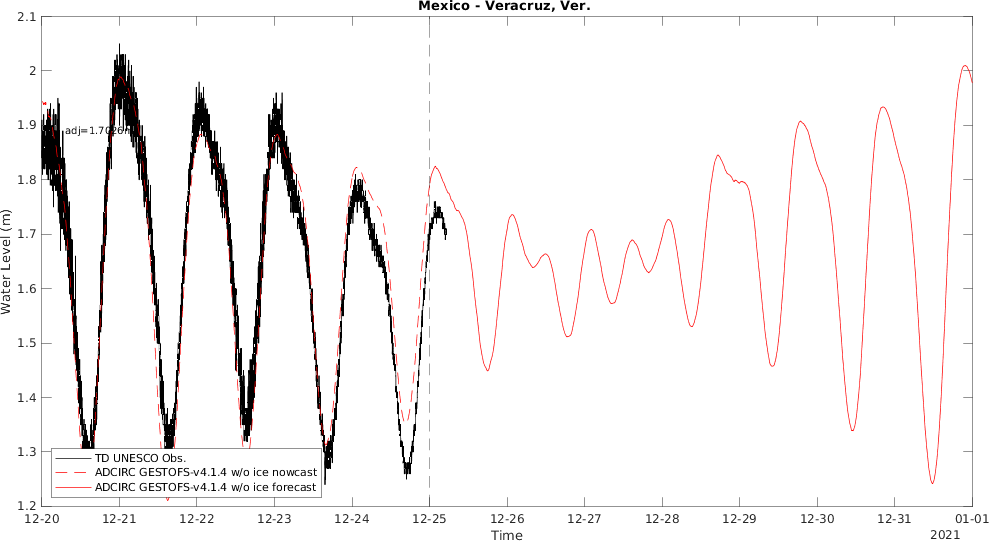 Mexico - Veracruz, Ver.
2.1
2
1.9
1.8
1.7
1.6
1.5
1.4
1.3
1.2
Water Level (m)
TD UNESCO Obs.
ADCIRC GESTOFS-v4.1.4 w/o ice nowcast
ADCIRC GESTOFS-v4.1.4 w/o ice forecast
12-20 12-21 12-22 12-23 12-24 12-25 12-26 12-27 12-28 12-29 12-30 12-31 01-01
Time
2021